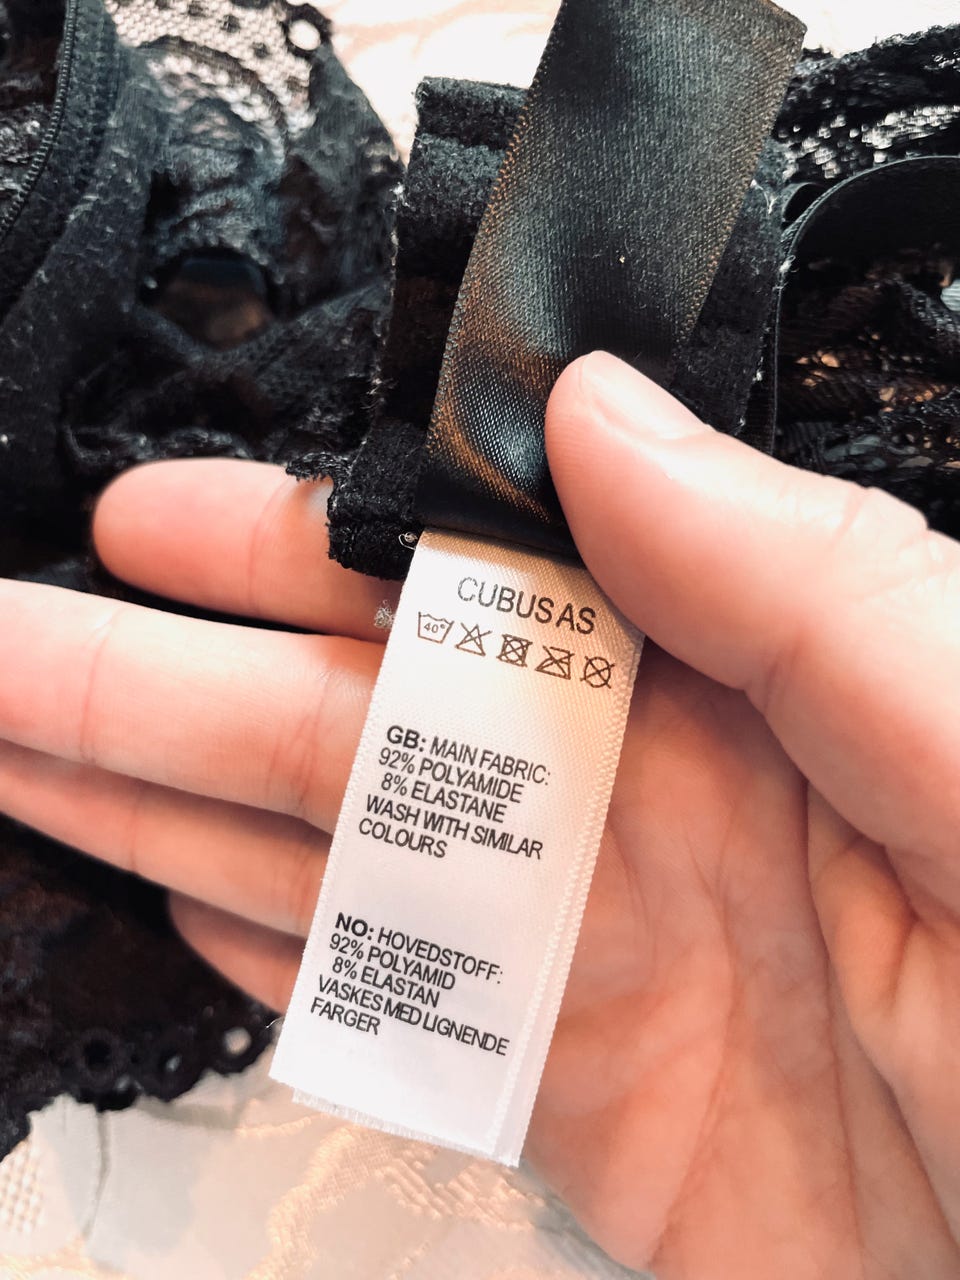 CUBUS AS
40°
GB: MAIN FABRIC:
92% POLYAMIDE
8% ELASTANE
WASH WITH SIMILAR
COLOURS
NO: HOVEDSTOFF:
92% POLYAMID
8% ELASTAN
VASKES MED LIGNENDE
FARGER